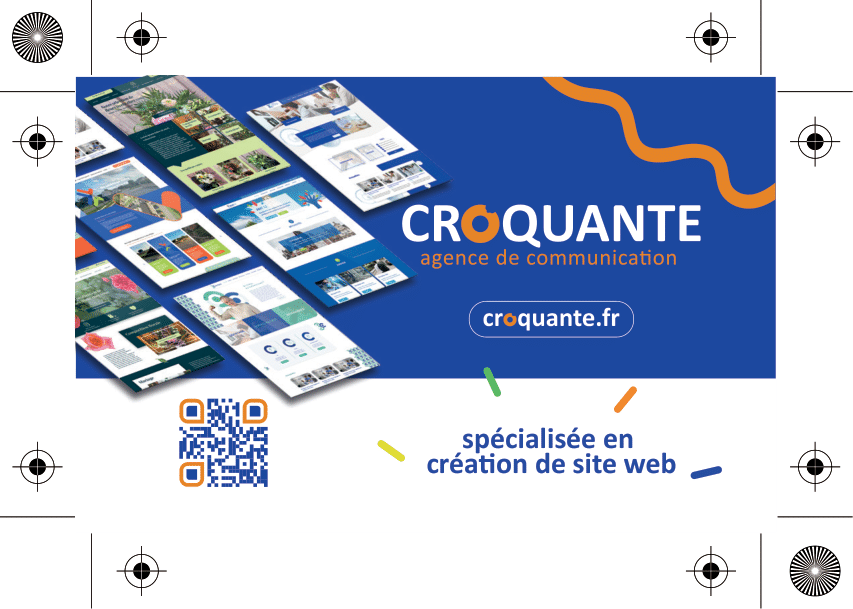 CROQUANTE
agence de communication
croquante.fr
spécialisée en
création de site web